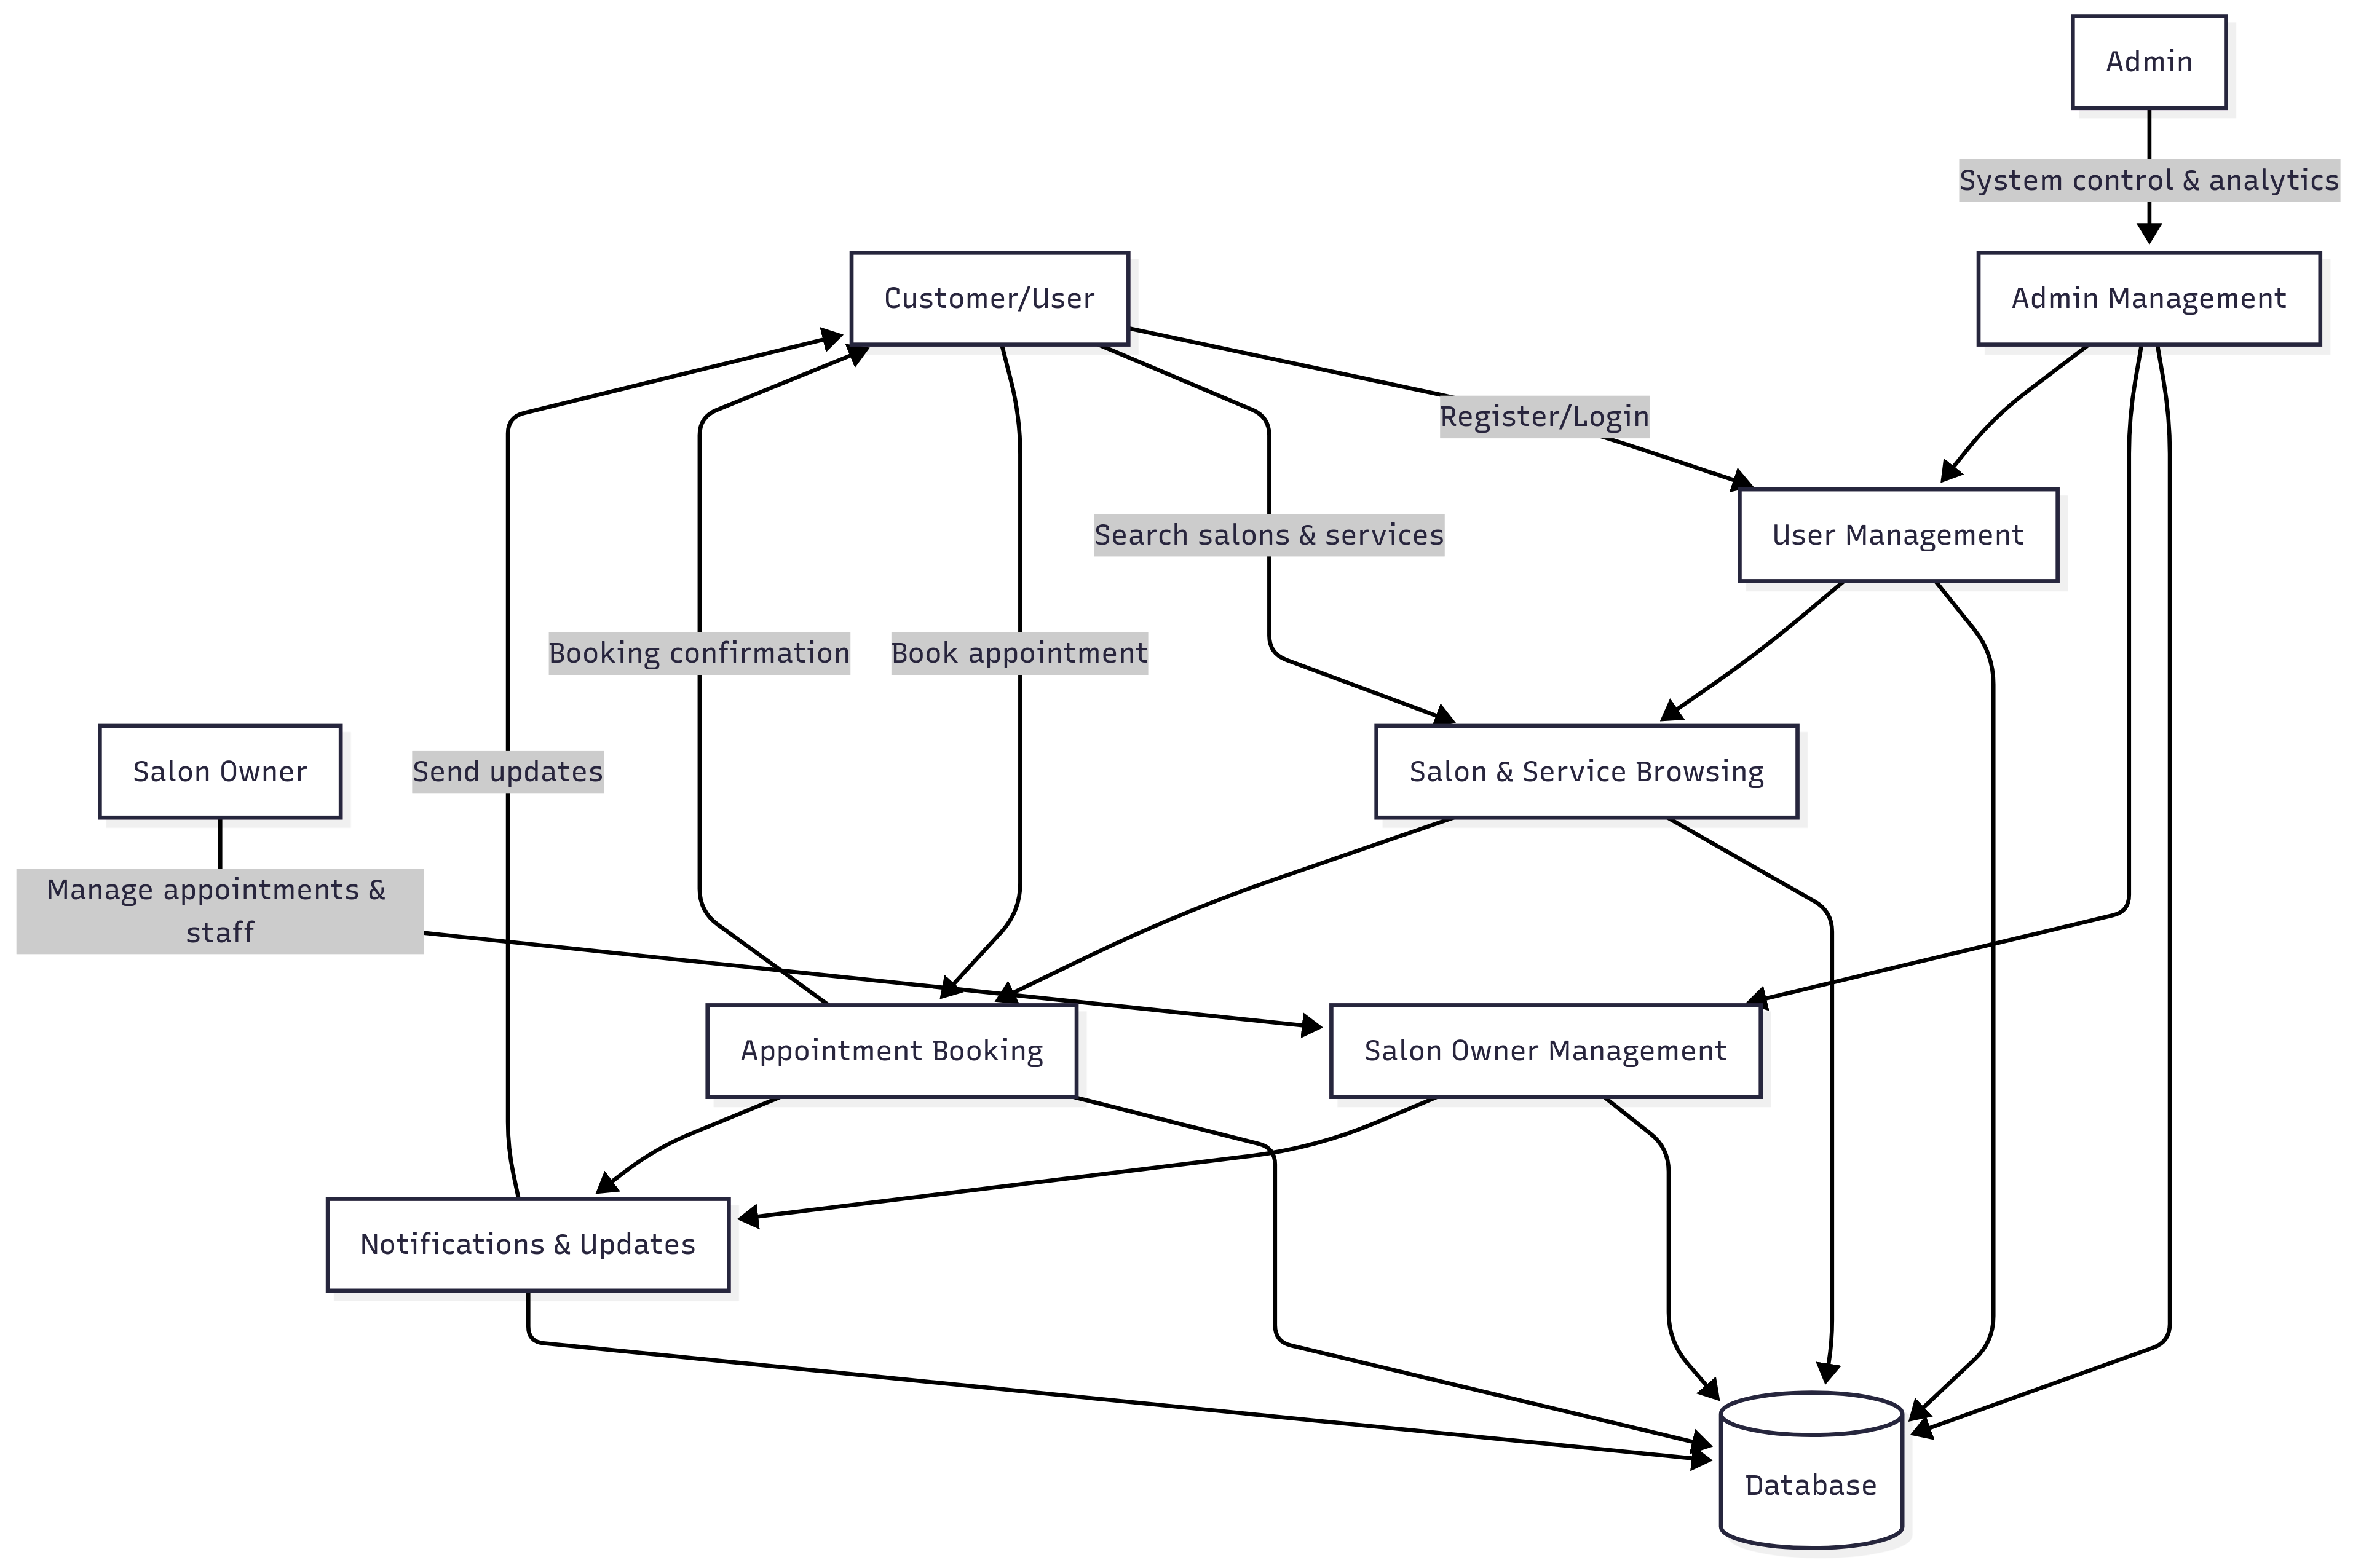 Admin
System control & analytics
Customer/User
Admin Management
Register/Login
Search salons & services
User Management
Booking confirmation
Book appointment
Salon Owner
Send updates
Salon & Service Browsing
Manage appointments &
staff
Appointment Booking
Salon Owner Management
Notifications & Updates
Database